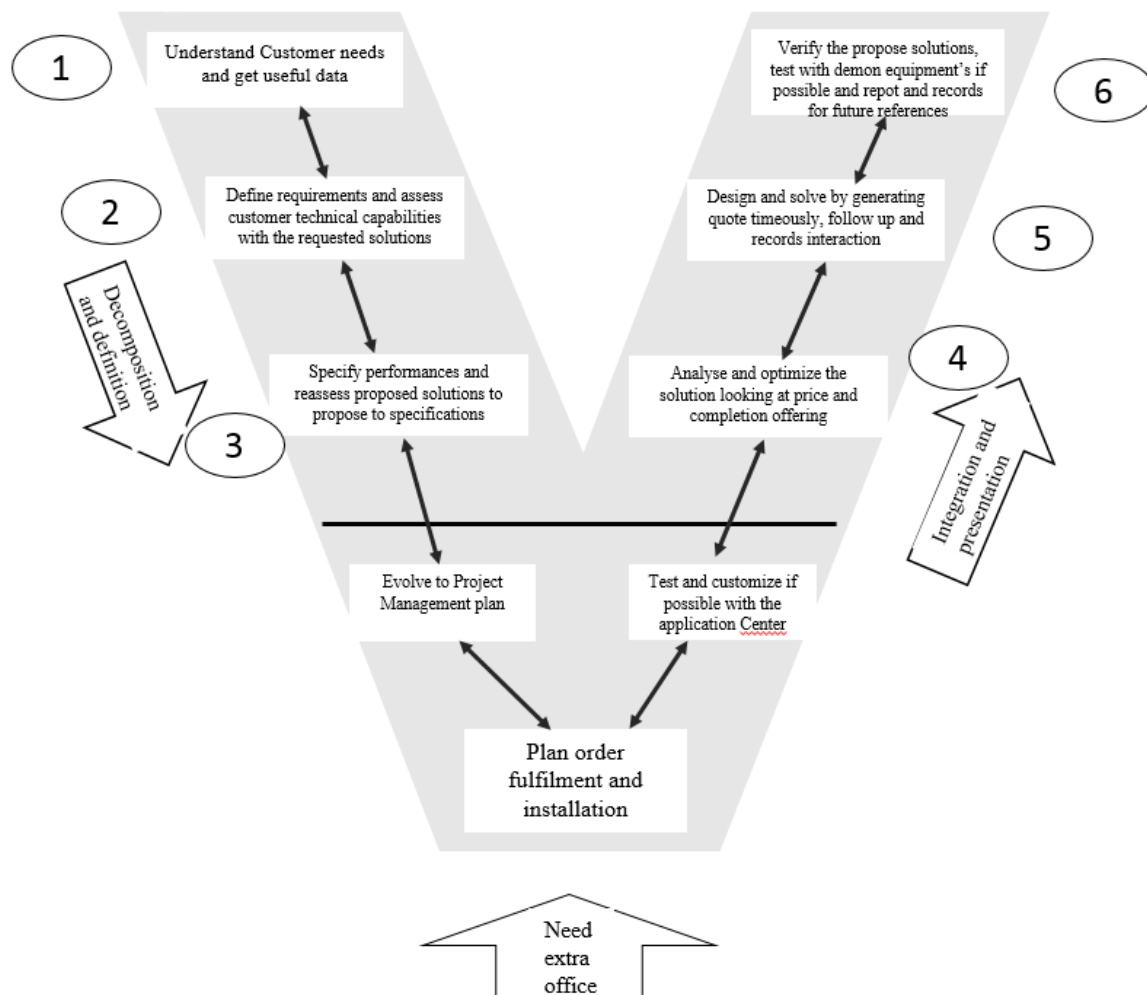 1
Understand Customer needs
and get useful data
2
Define requirements and assess
customer technical capabilities
with the requested solutions
Decomposition
and definition
3
Specify performances and
reassess proposed solutions to
propose to specifications
Evolve to Project
Management plan
Plan order
fulfilment and
installation
Test and customize if
possible with the
application Center
4
Analyse and optimize the
solution looking at price and
completion offering
Integration and
presentation
5
Design and solve by generating
quote timeously, follow up and
records interaction
6
Verify the propose solutions,
test with demon equipment's if
possible and repot and records
for future references
Need
extra
office